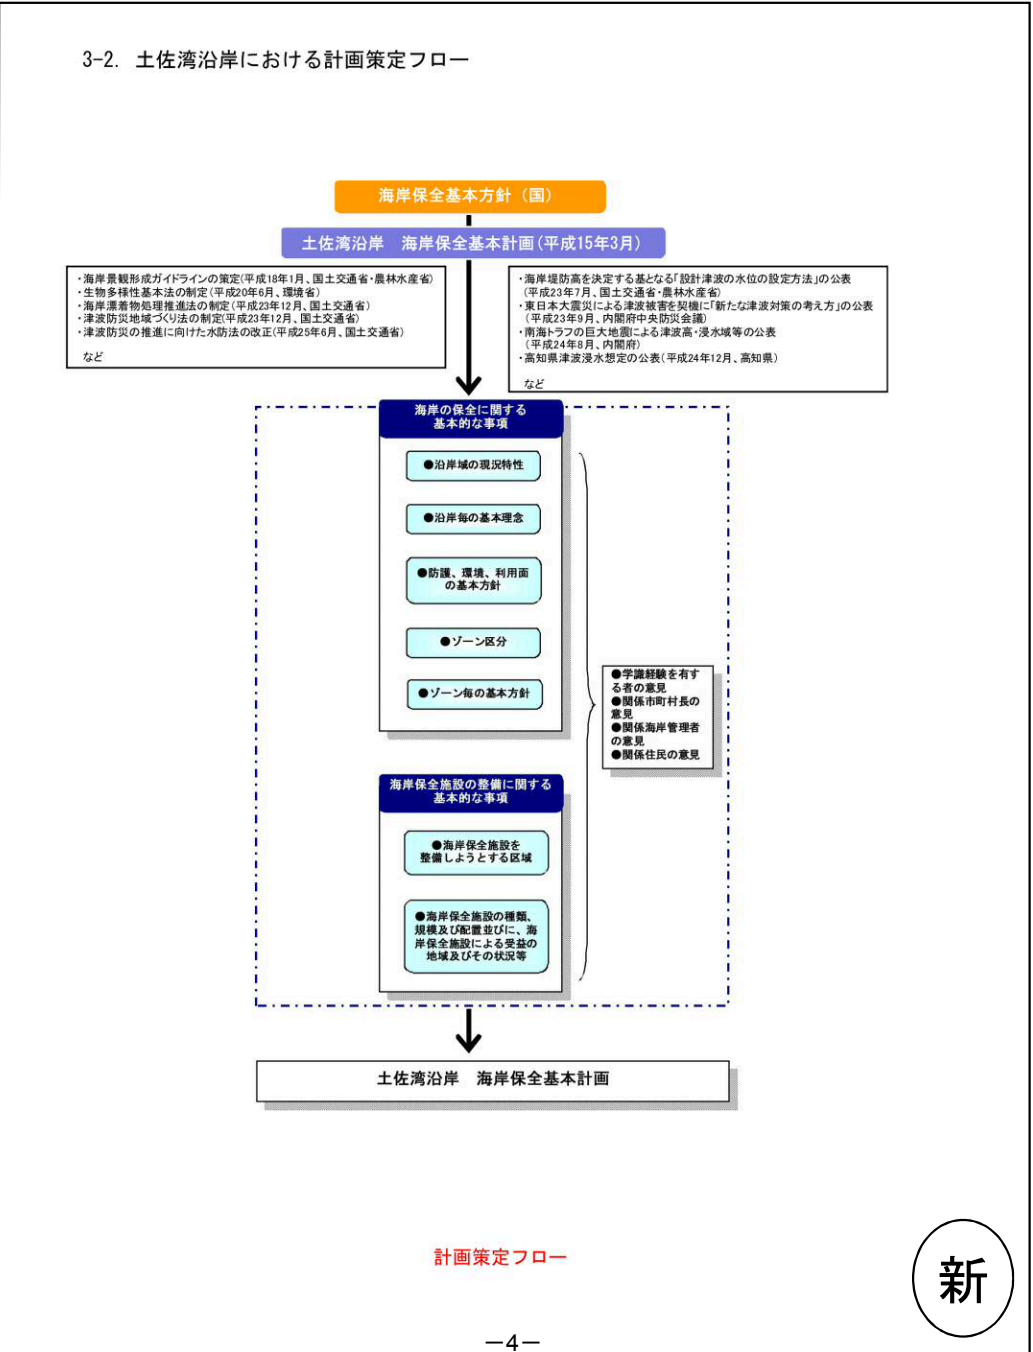 3-2. 土佐湾沿岸における計画策定フロー
海岸保全基本方針（国）
土佐湾沿岸　海岸保全基本計画(平成15年3月)
・海岸景観形成ガイドラインの策定(平成18年1月、国土交通省・農林水産省)
・生物多様性基本法の制定(平成20年6月、環境省)
・海岸漂着物処理推進法の制定(平成23年12月、国土交通省)
・津波防災地域づくり法の制定(平成23年12月、国土交通省)
・津波防災の推進に向けた水防法の改正(平成25年6月、国土交通省)
など
・海岸堤防高を決定する基となる「設計津波の水位の設定方法」の公表
(平成23年7月、国土交通省・農林水産省)
・東日本大震災による津波被害を契機に「新たな津波対策の考え方」の公表
(平成23年9月、内閣府中央防災会議)
・南海トラフの巨大地震による津波高・浸水域等の公表
(平成24年8月、内閣府)
・高知県津波浸水想定の公表(平成24年12月、高知県)
など
海岸の保全に関する
基本的な事項
●沿岸域の現況特性
●沿岸毎の基本理念
●防護、環境、利用面
の基本方針
●ゾーン区分
●ゾーン毎の基本方針
●学識経験を有す
る者の意見
●関係市町村長の
意見
●関係海岸管理者
の意見
●関係住民の意見
海岸保全施設の整備に関する
基本的な事項
●海岸保全施設を
整備しようとする区域
●海岸保全施設の種類、
規模及び配置並びに、海
岸保全施設による受益の
地域及びその状況等
土佐湾沿岸　海岸保全基本計画
計画策定フロー
新
－4－